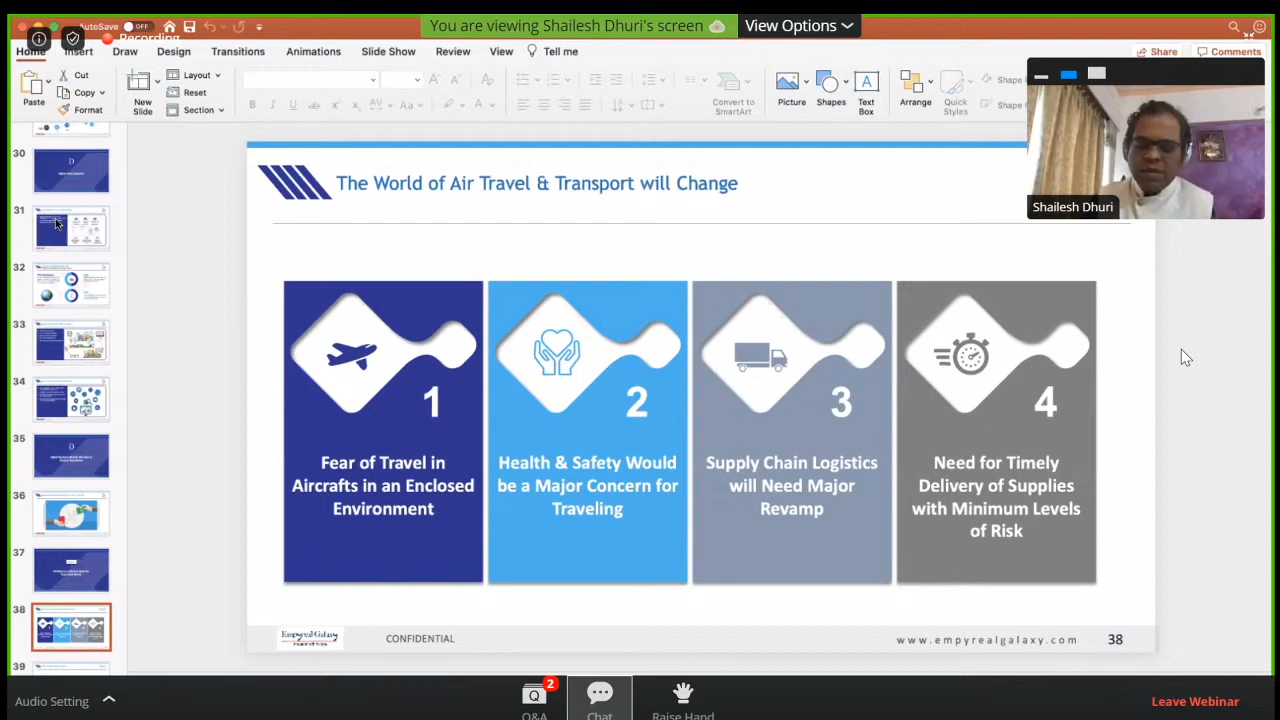 AutoSave OFF
You are viewing Shailesh Dhuri's screen
View Options
Recording
Home Insert Draw Design Transitions Animations Slide Show Review View Tell me
Share Comments
Paste
Cut
Copy
Format
New
Slide
Layout
Reset
Section
Convert to
SmartArt
Picture
Shapes
Text
Box
Arrange
Quick
Styles
Shape
Shape
Shailesh Dhuri
30
31
32
33
34
35
36
37
38
39
The World of Air Travel & Transport will Change
1
Fear of Travel in
Aircrafts in an Enclosed
Environment
2
Health & Safety Would
be a Major Concern for
Traveling
3
Supply Chain Logistics
will Need Major
Revamp
4
Need for Timely
Delivery of Supplies
with Minimum Levels
of Risk
Empyreal Galaxy
CONFIDENTIAL
www.empyrealgalaxy.com
38
Audio Setting
2
Q&A
Chat
Raise Hand
Leave Webinar